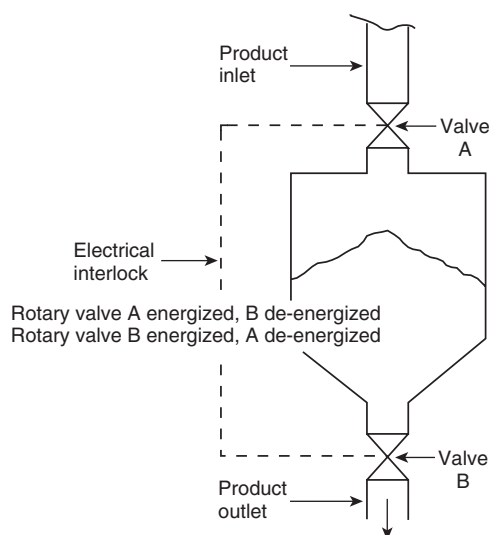 Product
inlet
Valve
A
Electrical
interlock
Rotary valve A energized, B de-energized
Rotary valve B energized, A de-energized
Valve
B
Product
outlet